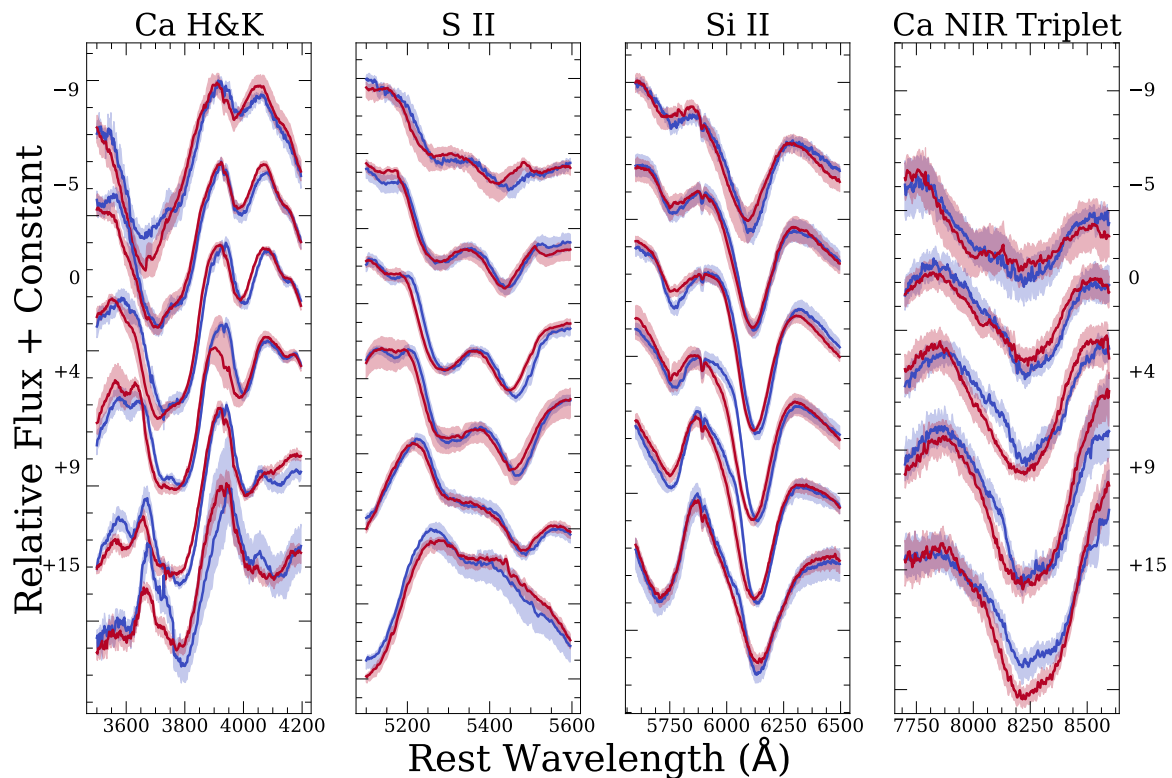 Ca H&K
S II
Si II
Ca NIR Triplet
Relative Flux + Constant
−9
−5
0
+4
+9
+15
−9
−5
0
+4
+9
+15
3600 3800 4000 4200
5200 5400 5600
5750 6000 6250 6500
7750 8000 8250 8500
Rest Wavelength (Å)